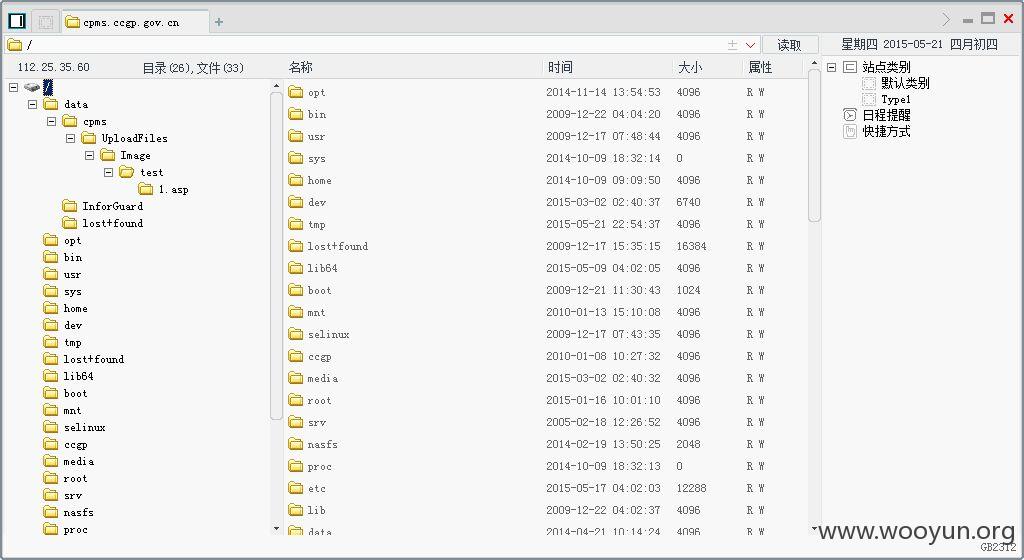 cpms.ccgp.gov.cn
/
读取
星期四 2015-05-21 四月初四
112.25.35.60 目录(26),文件(33)
/
data
cpms
UploadFiles
Image
test
1.asp
InforGuard
lost+found
opt
bin
usr
sys
home
dev
tmp
lost+found
lib64
boot
mnt
selinux
ccgp
media
root
srv
nasfs
proc
名称 时间 大小 属性
opt 2014-11-14 13:54:53 4096 R W
bin 2009-12-22 04:04:20 4096 R W
usr 2009-12-17 07:48:44 4096 R W
sys 2014-10-09 18:32:14 0 R W
home 2014-10-09 09:09:50 4096 R W
dev 2015-03-02 02:40:37 6740 R W
tmp 2015-05-21 22:54:37 4096 R W
lost+found 2009-12-17 15:35:15 16384 R W
lib64 2015-05-09 04:02:05 4096 R W
boot 2009-12-21 11:30:43 1024 R W
mnt 2010-01-13 15:10:08 4096 R W
selinux 2009-12-17 07:43:35 4096 R W
ccgp 2010-01-08 10:27:32 4096 R W
media 2015-03-02 02:40:32 4096 R W
root 2015-01-16 10:01:10 4096 R W
srv 2005-02-18 12:26:52 4096 R W
nasfs 2014-02-19 13:50:25 2048 R W
proc 2014-10-09 18:32:13 0 R W
etc 2015-05-17 04:02:03 12288 R W
lib 2009-12-22 04:02:37 4096 R W
data 2014-04-21 10:14:24 4096 R W
站点类别
默认类别
Type1
日程提醒
快捷方式
www.wooyun.org
GB2312